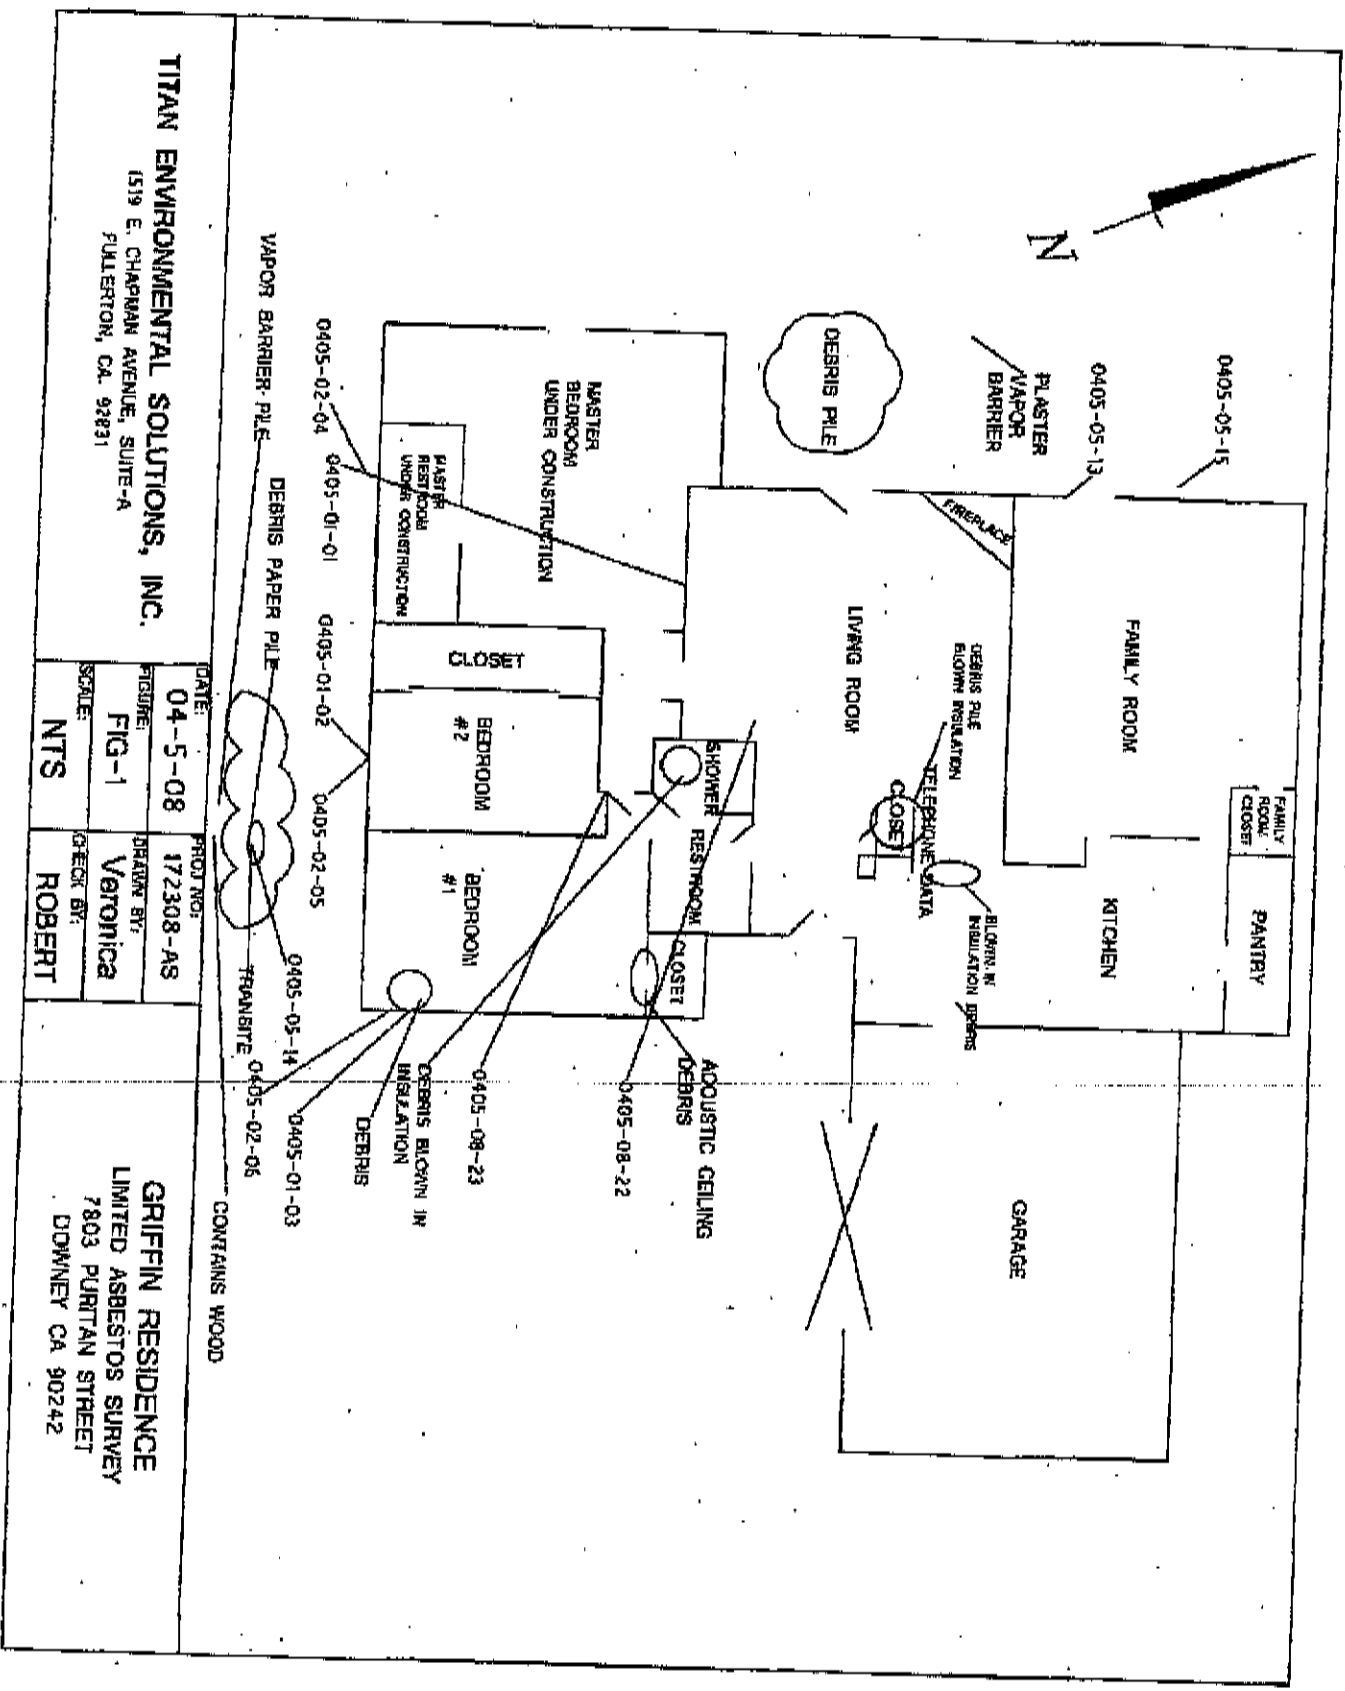 0405-05-15
0405-05-13
PLASTER
VAPOR
BARRIER
N
DEBRIS PILE
FIREPLACE
FAMILY ROOM
FAMILY
ROOM
CLOSET
PANTRY
KITCHEN
LIVING ROOM
DEBRIS PILE
BLOWN INSULATION
TELEPHONE DATA
CLOSET
BLOWN IN
INSULATION DEBRIS
GARAGE
MASTER
BEDROOM
UNDER CONSTRUCTION
MASTER
RESTROOM
UNDER CONSTRUCTION
CLOSET
BEDROOM
#2
SHOWER
RESTROOM
CLOSET
BEDROOM
#1
ACOUSTIC CEILING
DEBRIS
0405-08-22
0405-08-23
DEBRIS BLOWN IN
INSULATION
DEBRIS
0405-01-03
0405-02-06
0405-02-04
0405-01-01
0405-01-02
0405-02-05
0405-05-14
TRANSITE
VAPOR BARRIER PILE
DEBRIS PAPER PILE
CONTAINS WOOD
TITAN ENVIRONMENTAL SOLUTIONS, INC.
1519 E. CHAPMAN AVENUE, SUITE-A
FULLERTON, CA. 92831
DATE:
04-5-08
PROJ NO:
172308-AS
FIGURE:
FIG-1
DRAWN BY:
Veronica
SCALE:
NTS
CHECK BY:
ROBERT
GRIFFIN RESIDENCE
LIMITED ASBESTOS SURVEY
7803 PURITAN STREET
DOWNEY CA 90242